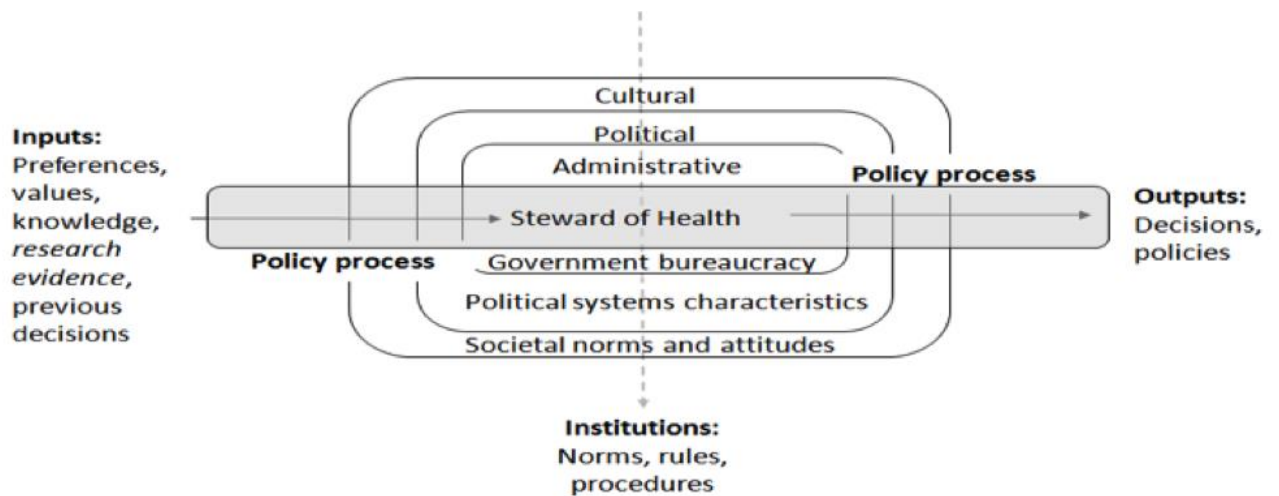 Cultural
Political
Administrative
Policy process
Inputs:
Preferences,
values,
knowledge,
research
evidence,
previous
decisions
Steward of Health
Outputs:
Decisions,
policies
Policy process
Government bureaucracy
Political systems characteristics
Societal norms and attitudes
Institutions:
Norms, rules,
procedures